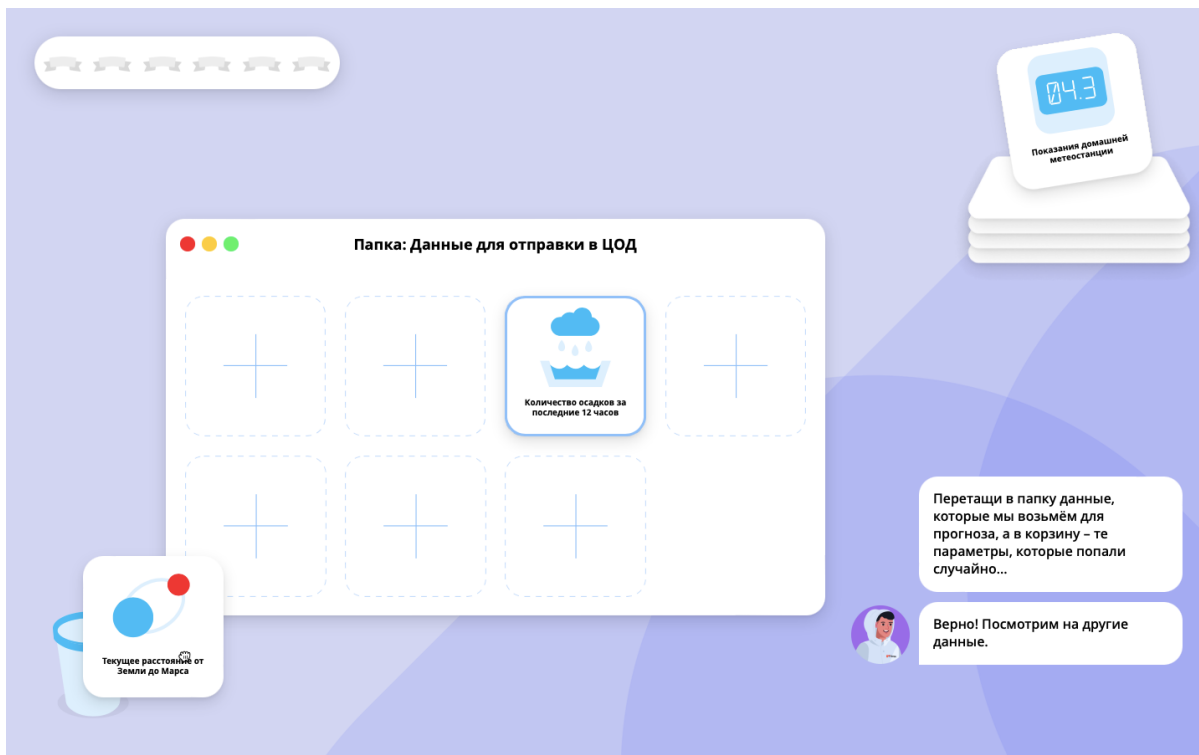 04.3
Показания домашней
метеостанции
Папка: Данные для отправки в ЦОД
Количество осадков за
последние 12 часов
Перетащи в папку данные,
которые мы возьмём для
прогноза, а в корзину – те
параметры, которые попали
случайно...
Верно! Посмотрим на другие
данные.
Текущее расстояние от
Земли до Марса